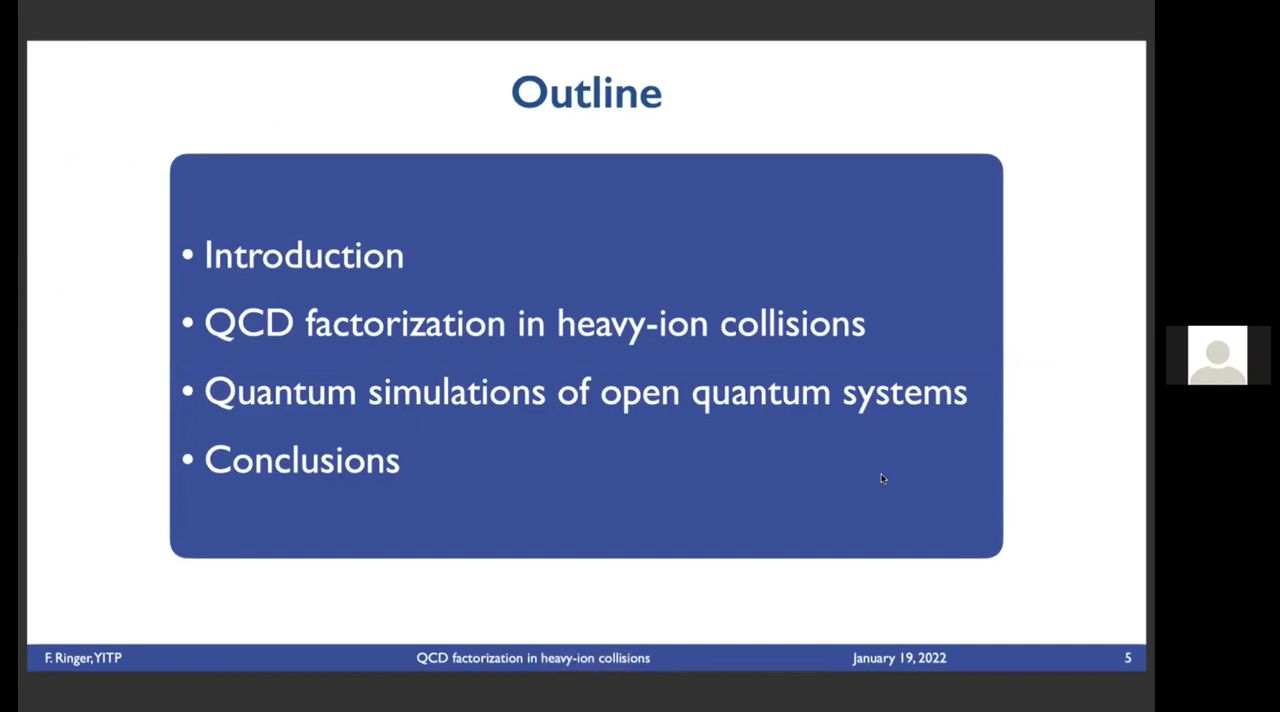 Outline
• Introduction
• QCD factorization in heavy-ion collisions
• Quantum simulations of open quantum systems
• Conclusions
F. Ringer, YITP
QCD factorization in heavy-ion collisions
January 19, 2022
5